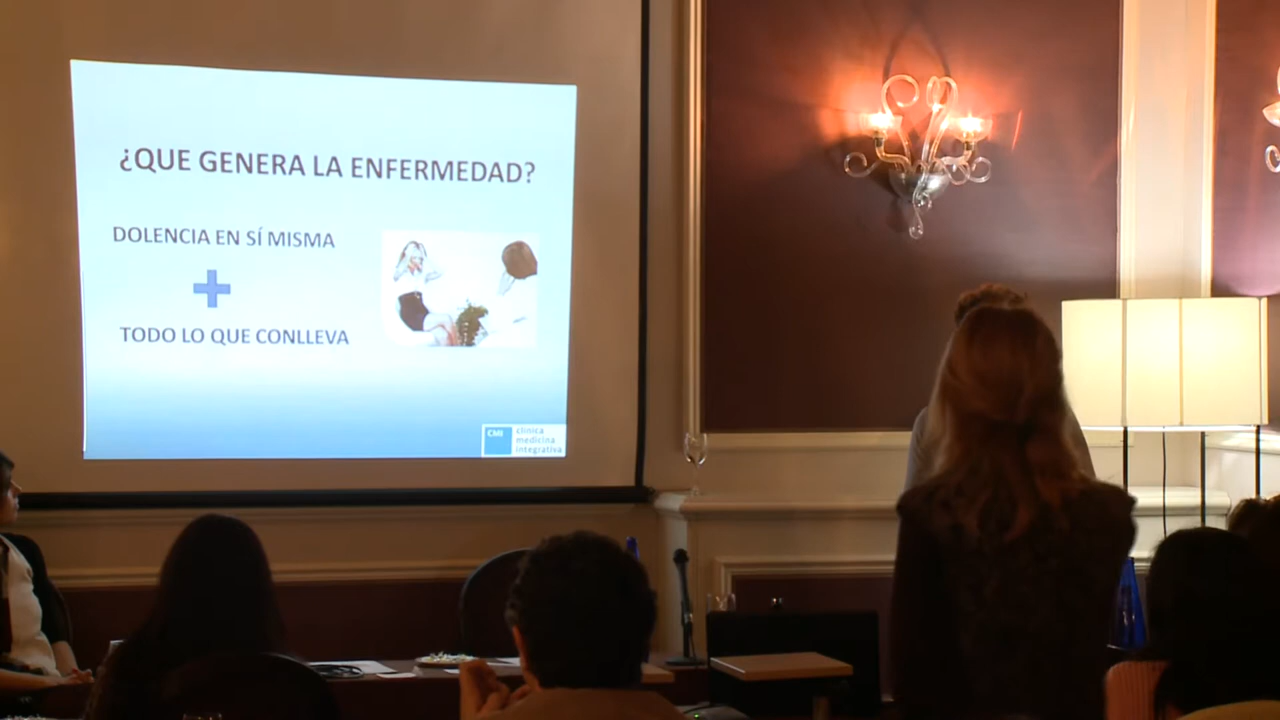 ¿QUE GENERA LA ENFERMEDAD?
DOLENCIA EN SÍ MISMA
TODO LO QUE CONLLEVA
CMI
clínica
medicina
integrativa